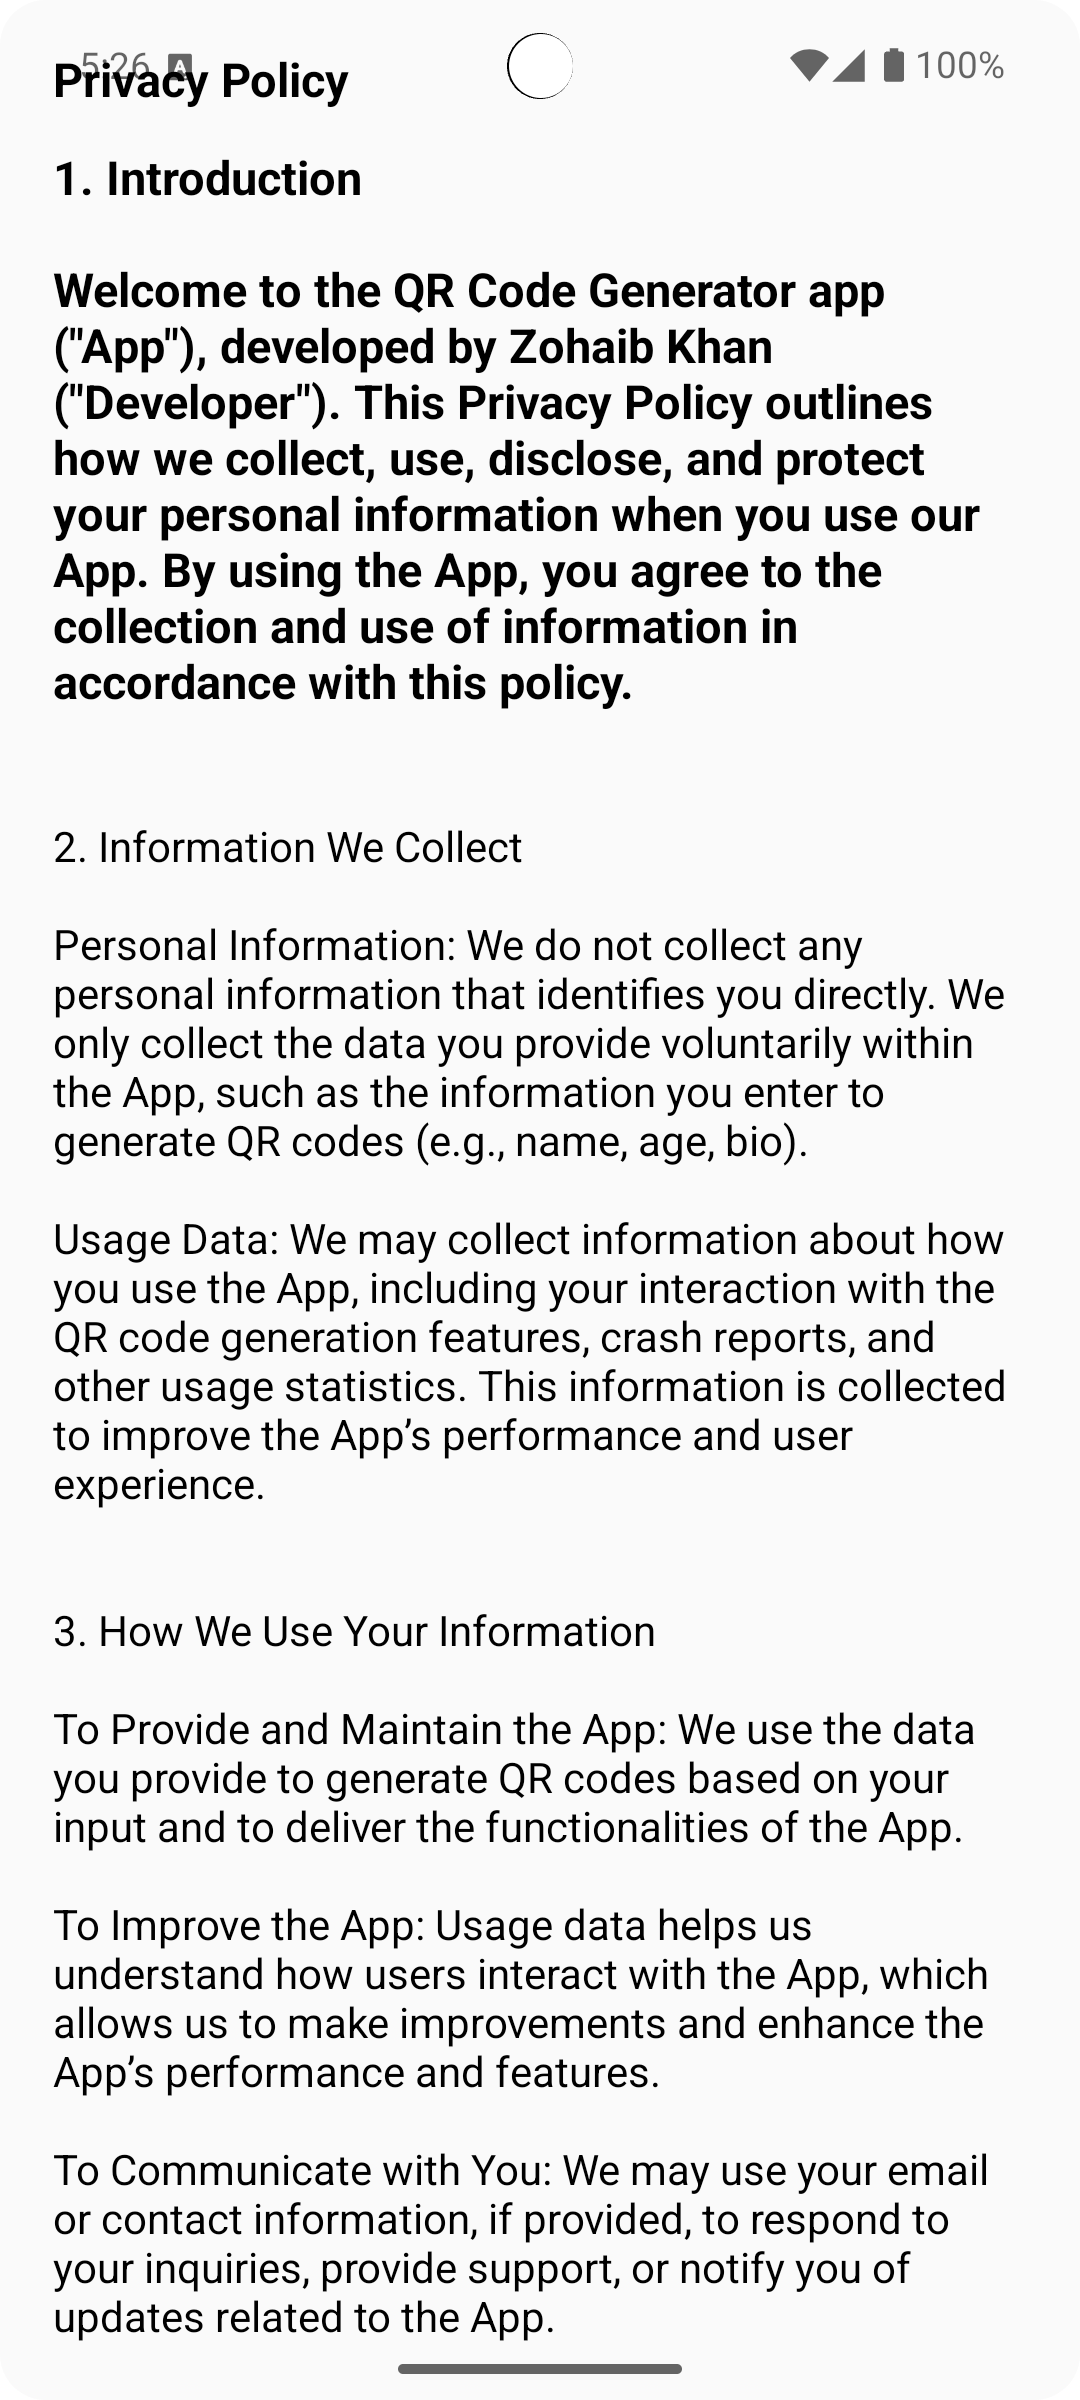 5:26
100%
Privacy Policy
1. Introduction
Welcome to the QR Code Generator app
("App"), developed by Zohaib Khan
("Developer"). This Privacy Policy outlines
how we collect, use, disclose, and protect
your personal information when you use our
App. By using the App, you agree to the
collection and use of information in
accordance with this policy.
2. Information We Collect
Personal Information: We do not collect any
personal information that identifies you directly. We
only collect the data you provide voluntarily within
the App, such as the information you enter to
generate QR codes (e.g., name, age, bio).
Usage Data: We may collect information about how
you use the App, including your interaction with the
QR code generation features, crash reports, and
other usage statistics. This information is collected
to improve the App’s performance and user
experience.
3. How We Use Your Information
To Provide and Maintain the App: We use the data
you provide to generate QR codes based on your
input and to deliver the functionalities of the App.
To Improve the App: Usage data helps us
understand how users interact with the App, which
allows us to make improvements and enhance the
App’s performance and features.
To Communicate with You: We may use your email
or contact information, if provided, to respond to
your inquiries, provide support, or notify you of
updates related to the App.